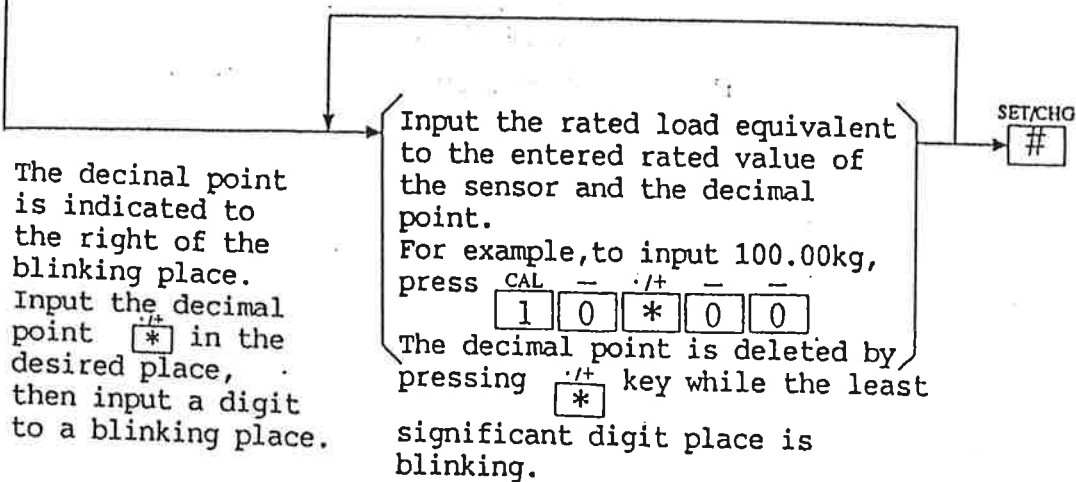 The decinal point
is indicated to
the right of the
blinking place.
Input the decimal
point ·/+ * in the
desired place,
then input a digit
to a blinking place.
Input the rated load equivalent
to the entered rated value of
the sensor and the decimal
point.
For example,to input 100.00kg,
press CAL 1 — 0 ·/+ * — 0 — 0
The decimal point is deleted by
pressing ·/+ * key while the least
significant digit place is
blinking.
SET/CHG
#